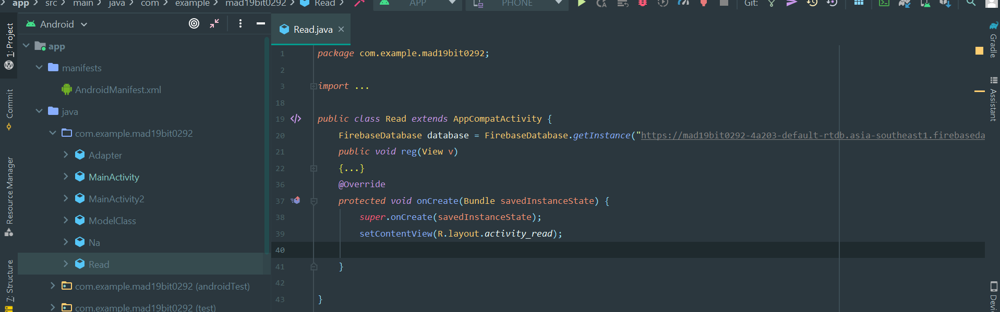 app src main java com example mad19bit0292 Read APP PHONE Git:
1: Project
Commit
Resource Manager
7: Structure
Android
app
manifests
AndroidManifest.xml
java
com.example.mad19bit0292
Adapter
MainActivity
MainActivity2
ModelClass
Na
Read
com.example.mad19bit0292 (androidTest)
com.example.mad19bit0292 (test)
Read.java
1 package com.example.mad19bit0292;
2
3 import ...
18
19 public class Read extends AppCompatActivity {
20 FirebaseDatabase database = FirebaseDatabase.getInstance("https://mad19bit0292-4a203-default-rtdb.asia-southeast1.firebaseda
21 public void reg(View v)
22 {...}
36 @Override
37 protected void onCreate(Bundle savedInstanceState) {
38 super.onCreate(savedInstanceState);
39 setContentView(R.layout.activity_read);
40
41 }
42
43 }
Gradle
Assistant
Devi